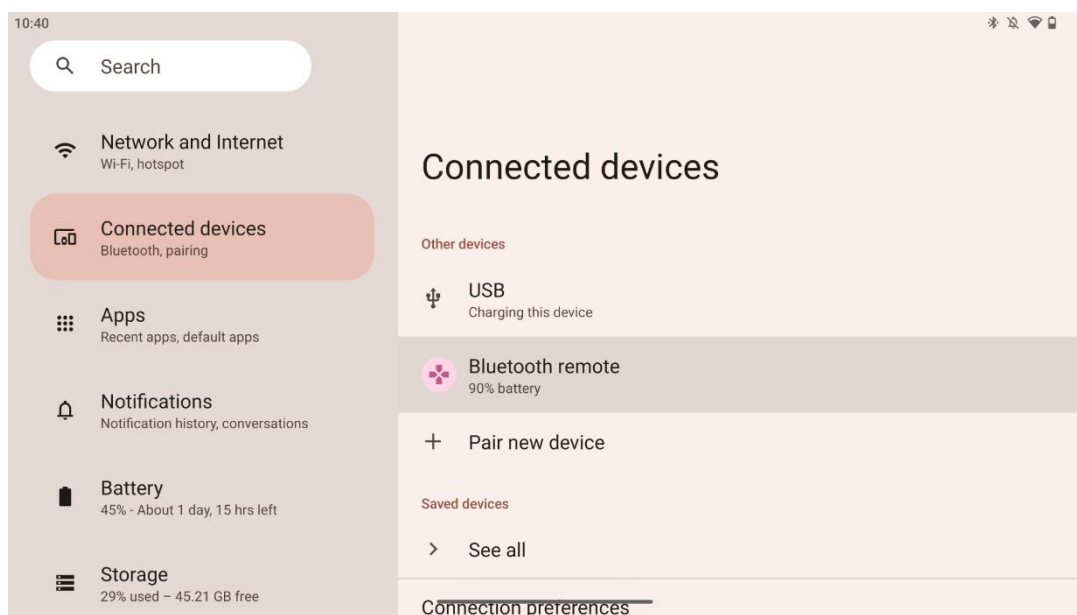 10:40
Search
Network and Internet
Wi-Fi, hotspot
Connected devices
Bluetooth, pairing
Apps
Recent apps, default apps
Notifications
Notification history, conversations
Battery
45% - About 1 day, 15 hrs left
Storage
29% used – 45.21 GB free
Connected devices
Other devices
USB
Charging this device
Bluetooth remote
90% battery
Pair new device
Saved devices
See all
Connection preferences